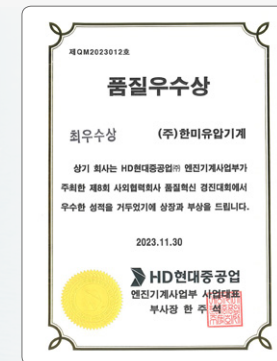 제QM2023012호
품질우수상
최우수상 (주)한미유압기계
상기 회사는 HD현대중공업㈜ 엔진기계사업부가
주최한 제8회 사외협력회사 품질혁신 경진대회에서
우수한 성적을 거두었기에 상장과 부상을 드립니다.
2023.11.30
HD현대중공업
엔진기계사업부 사업대표
부사장 한 주 석